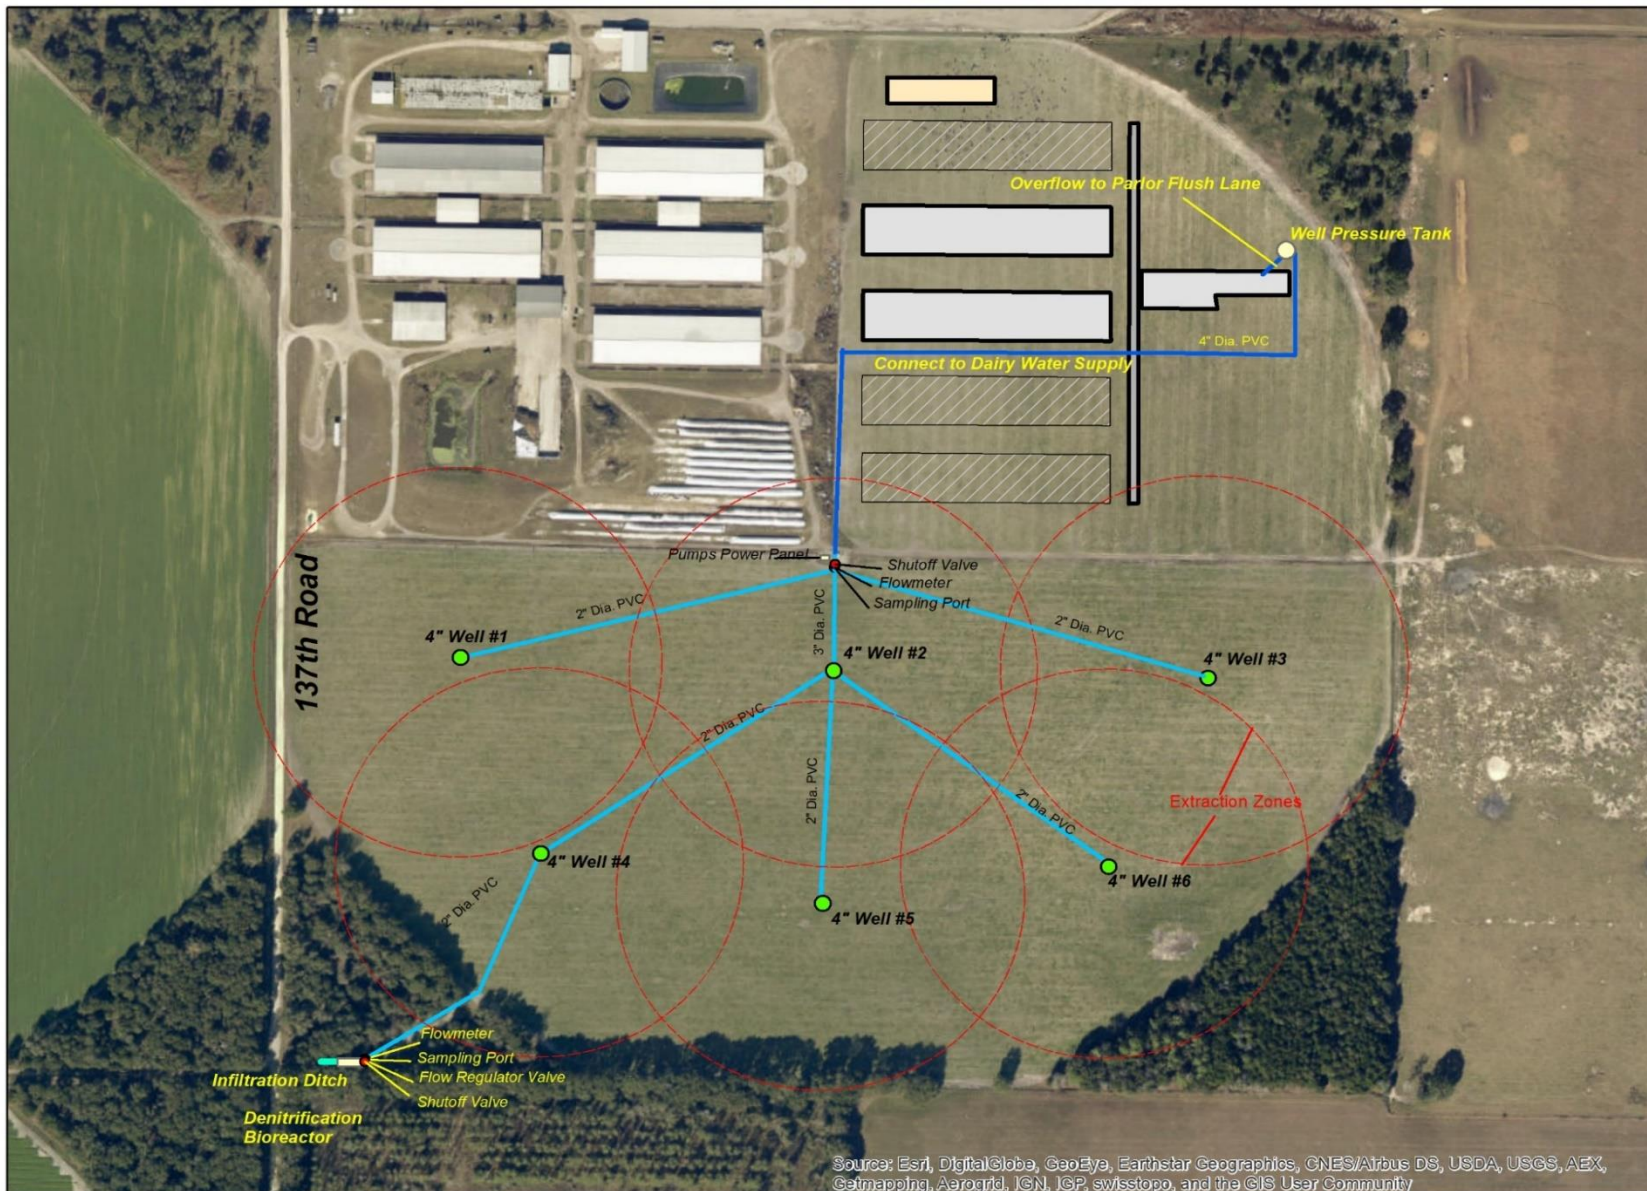 Overflow to Parlor Flush Lane
Well Pressure Tank
4" Dia. PVC
Connect to Dairy Water Supply
Pumps Power Panel
Shutoff Valve
Flowmeter
Sampling Port
137th Road
2" Dia. PVC
3" Dia. PVC
2" Dia. PVC
4" Well #1
4" Well #2
4" Well #3
2" Dia. PVC
2" Dia. PVC
2" Dia. PVC
Extraction Zones
4" Well #4
4" Well #5
4" Well #6
2" Dia. PVC
Flowmeter
Sampling Port
Flow Regulator Valve
Shutoff Valve
Infiltration Ditch
Denitrification
Bioreactor
Source: Esri, DigitalGlobe, GeoEye, Earthstar Geographics, CNES/Airbus DS, USDA, USGS, AEX,
Getmapping, Aerogrid, IGN, IGP, swisstopo, and the GIS User Community